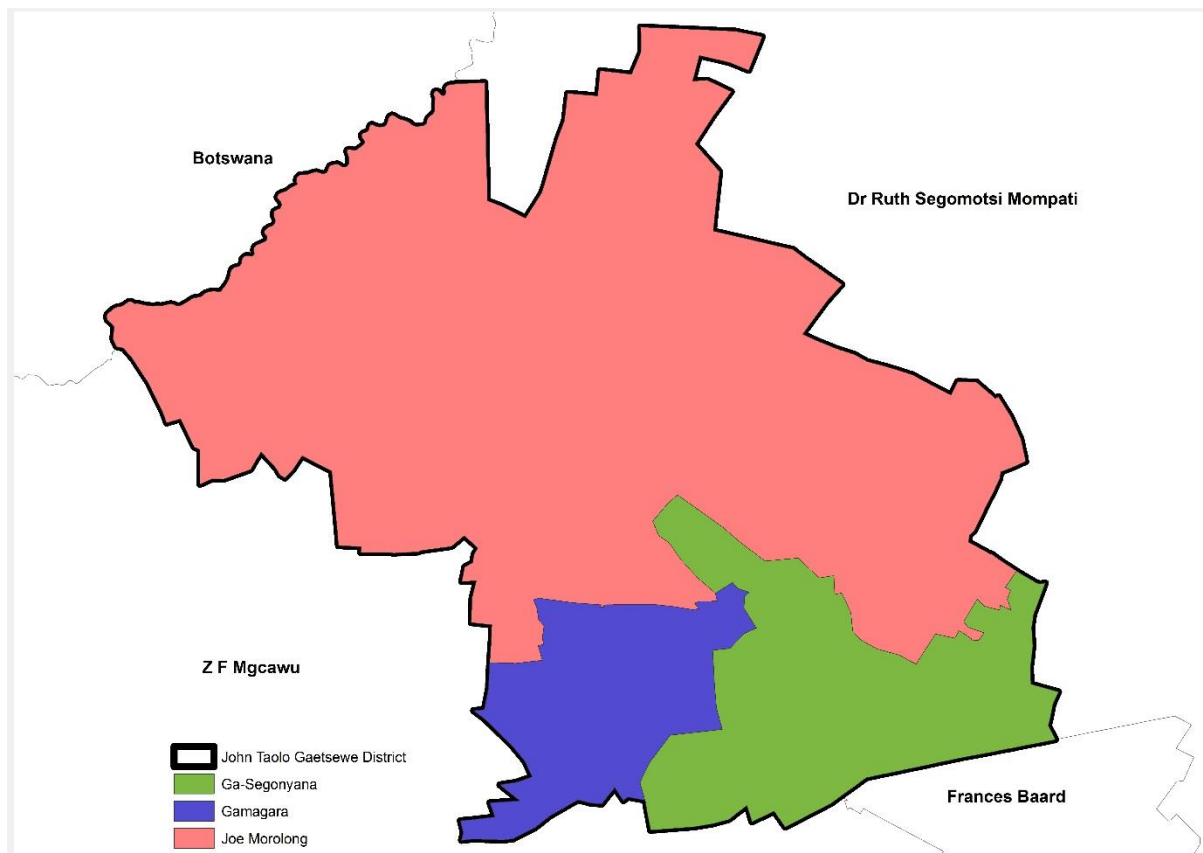 Botswana
Dr Ruth Segomotsi Mompati
Z F Mgcawu
John Taolo Gaetsewe District
Ga-Segonyana
Gamagara
Joe Morolong
Frances Baard